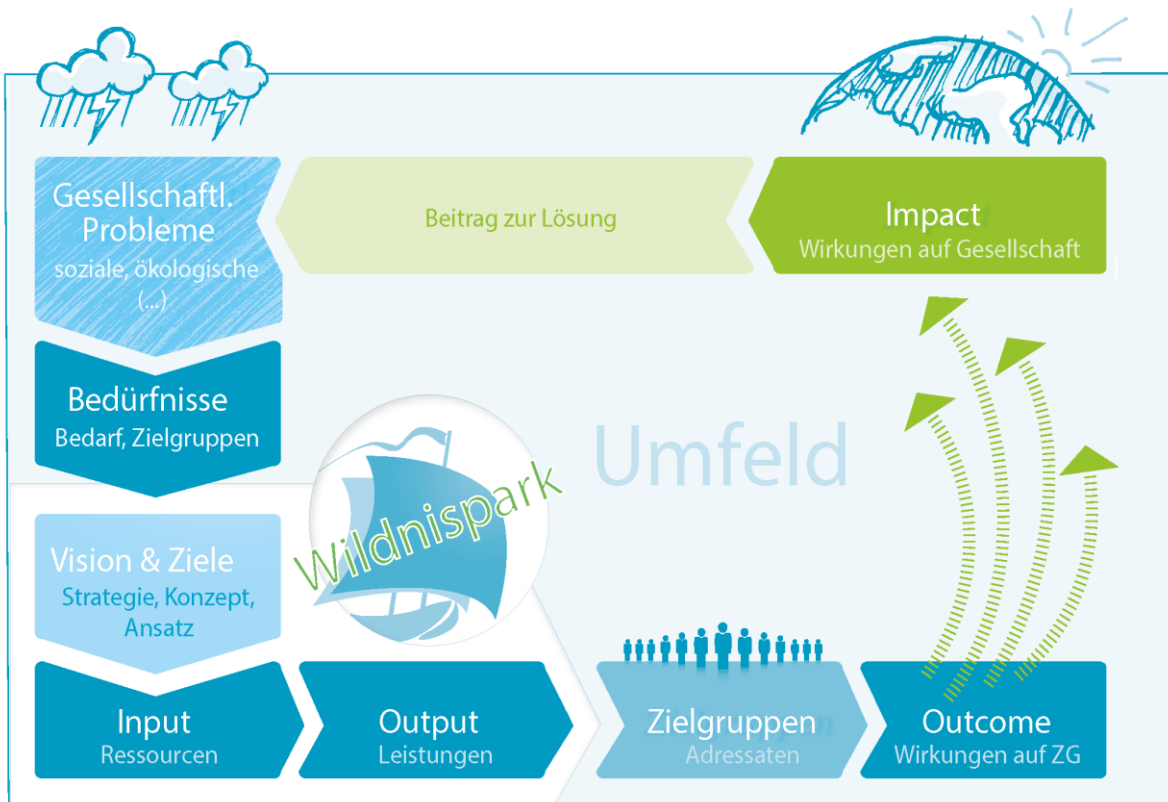 Gesellschaftl.
Probleme
soziale, ökologische
(...)
Beitrag zur Lösung
Impact
Wirkungen auf Gesellschaft
Bedürfnisse
Bedarf, Zielgruppen
Umfeld
Wildnispark
Vision & Ziele
Strategie, Konzept,
Ansatz
Input
Ressourcen
Output
Leistungen
Zielgruppen
Adressaten
Outcome
Wirkungen auf ZG